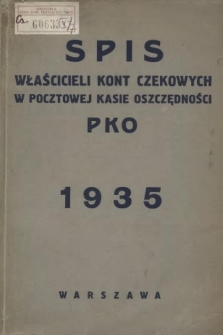 SPIS
WŁAŚCICIELI KONT CZEKOWYCH
W POCZTOWEJ KASIE OSZCZĘDNOŚCI
PKO
1935
WARSZAWA